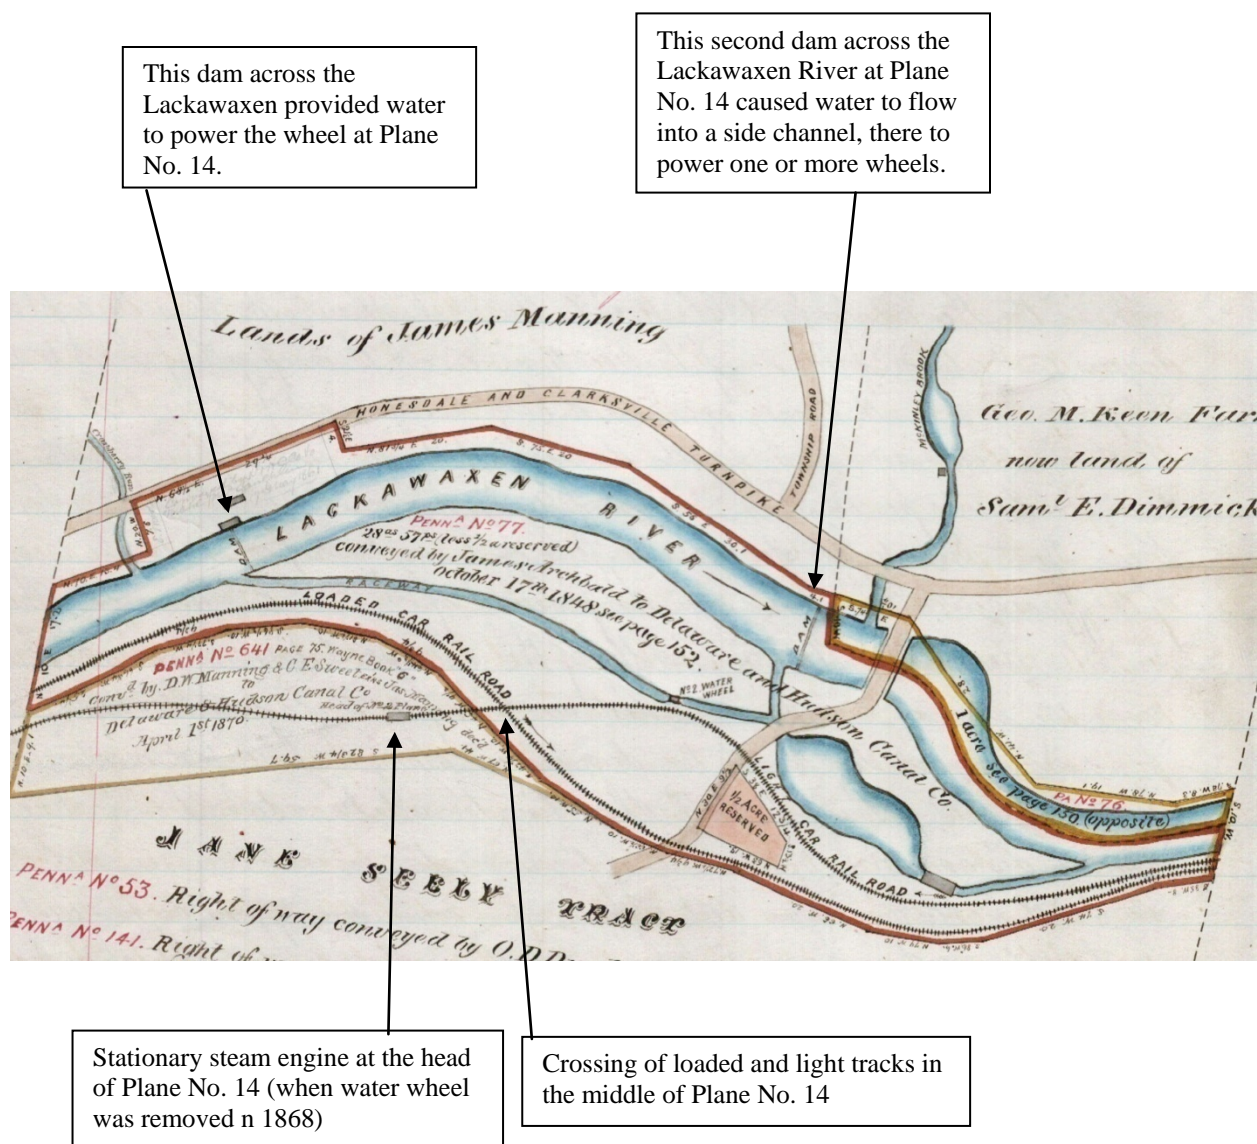 This dam across the
Lackawaxen provided water
to power the wheel at Plane
No. 14.
This second dam across the
Lackawaxen River at Plane
No. 14 caused water to flow
into a side channel, there to
power one or more wheels.
Lands of James Manning
HONESDALE AND CLARKSVILLE TURNPIKE
TOWNSHIP ROAD
McKINLEY BROOK
Geo. M. Keen Far
now land of
Saml. E. Dimmick
LACKAWAXEN RIVER
DAM
PENNA No 77.
28as 57ps (less 1/2 a reserved)
conveyed by James Archbald to Delaware and Hudson Canal Co.
October 17th 1848 see page 152.
RACEWAY
LOADED CAR RAIL ROAD
DAM
No 2 WATER
WHEEL
PENNA No 641 PAGE 75. Wayne Book "6"
Convd by D.W. Manning & C.E. Sweet exs Jas. Manning dec'd
to
Delaware & Hudson Canal Co
April 1st 1870.
Head of
Plane
1/2 ACRE
RESERVED
LIGHT CAR RAIL ROAD
1 acre see page 150 (opposite)
PA No 76.
JANE SEELY TRACT
PENNA No 53. Right of way conveyed by O.D.
PENNA No 141. Right of
Stationary steam engine at the head
of Plane No. 14 (when water wheel
was removed n 1868)
Crossing of loaded and light tracks in
the middle of Plane No. 14